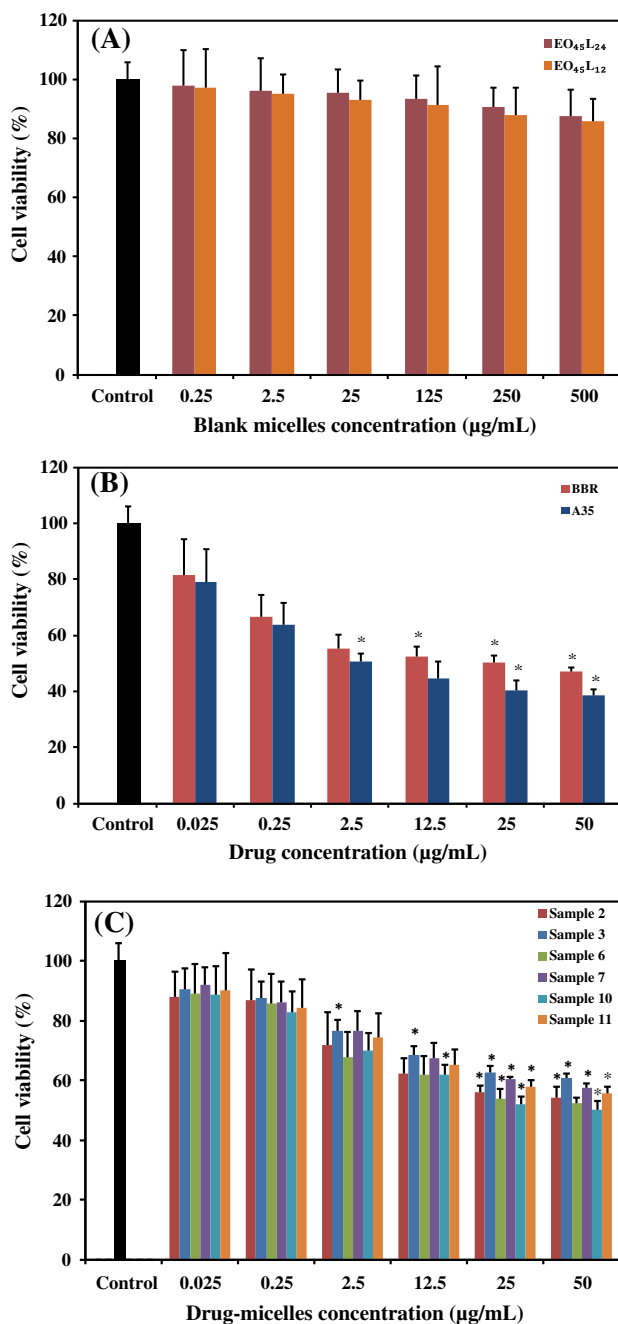 (A)
EO₄₅L₂₄
EO₄₅L₁₂
120
100
80
60
40
20
0
Cell viability (%)
Control 0.25 2.5 25 125 250 500
Blank micelles concentration (µg/mL)
(B)
BBR
A35
120
100
80
60
40
20
0
Cell viability (%)
* * * * * *
Control 0.025 0.25 2.5 12.5 25 50
Drug concentration (µg/mL)
(C)
Sample 2
Sample 3
Sample 6
Sample 7
Sample 10
Sample 11
120
100
80
60
40
20
0
Cell viability (%)
* * * * * * * * * * * * * *
Control 0.025 0.25 2.5 12.5 25 50
Drug-micelles concentration (µg/mL)